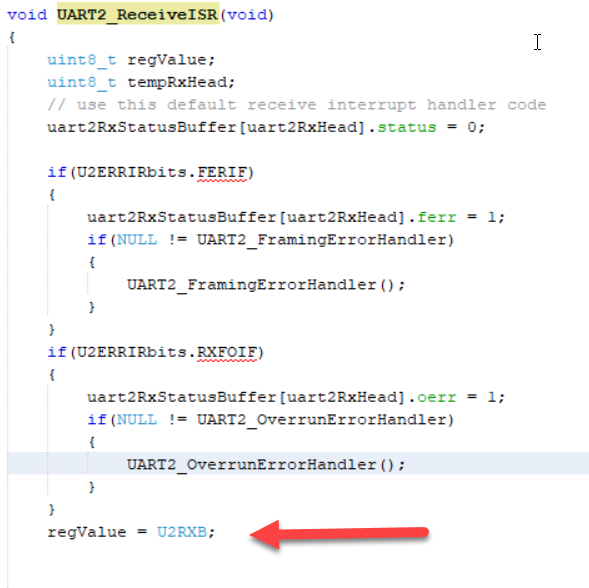 void UART2_ReceiveISR(void)
{
uint8_t regValue;
uint8_t tempRxHead;
// use this default receive interrupt handler code
uart2RxStatusBuffer[uart2RxHead].status = 0;
if(U2ERRIRbits.FERIF)
{
uart2RxStatusBuffer[uart2RxHead].ferr = 1;
if(NULL != UART2_FramingErrorHandler)
{
UART2_FramingErrorHandler();
}
}
if(U2ERRIRbits.RXFOIF)
{
uart2RxStatusBuffer[uart2RxHead].oerr = 1;
if(NULL != UART2_OverrunErrorHandler)
{
UART2_OverrunErrorHandler();
}
}
regValue = U2RXB;